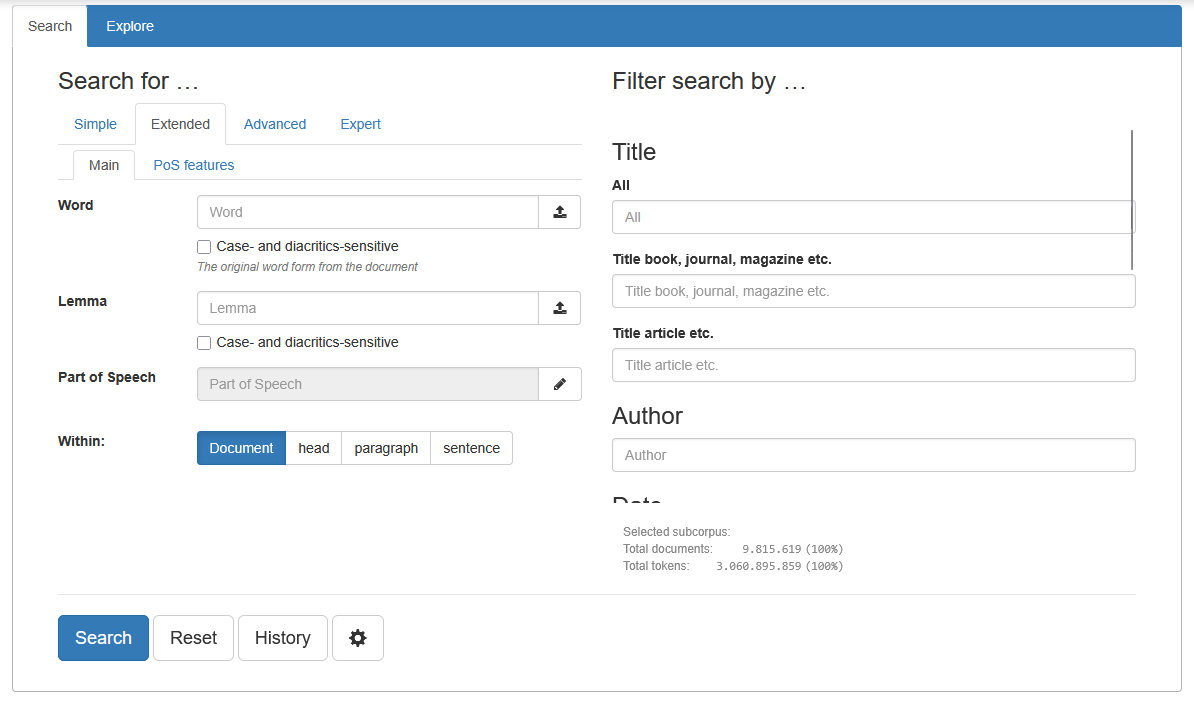 Search
Explore
Search for …
Simple
Extended
Advanced
Expert
Main
PoS features
Word
Word
Case- and diacritics-sensitive
The original word form from the document
Lemma
Lemma
Case- and diacritics-sensitive
Part of Speech
Part of Speech
Within:
Document
head
paragraph
sentence
Filter search by …
Title
All
All
Title book, journal, magazine etc.
Title book, journal, magazine etc.
Title article etc.
Title article etc.
Author
Author
Date
Selected subcorpus:
Total documents: 9.815.619 (100%)
Total tokens: 3.060.895.859 (100%)
Search
Reset
History